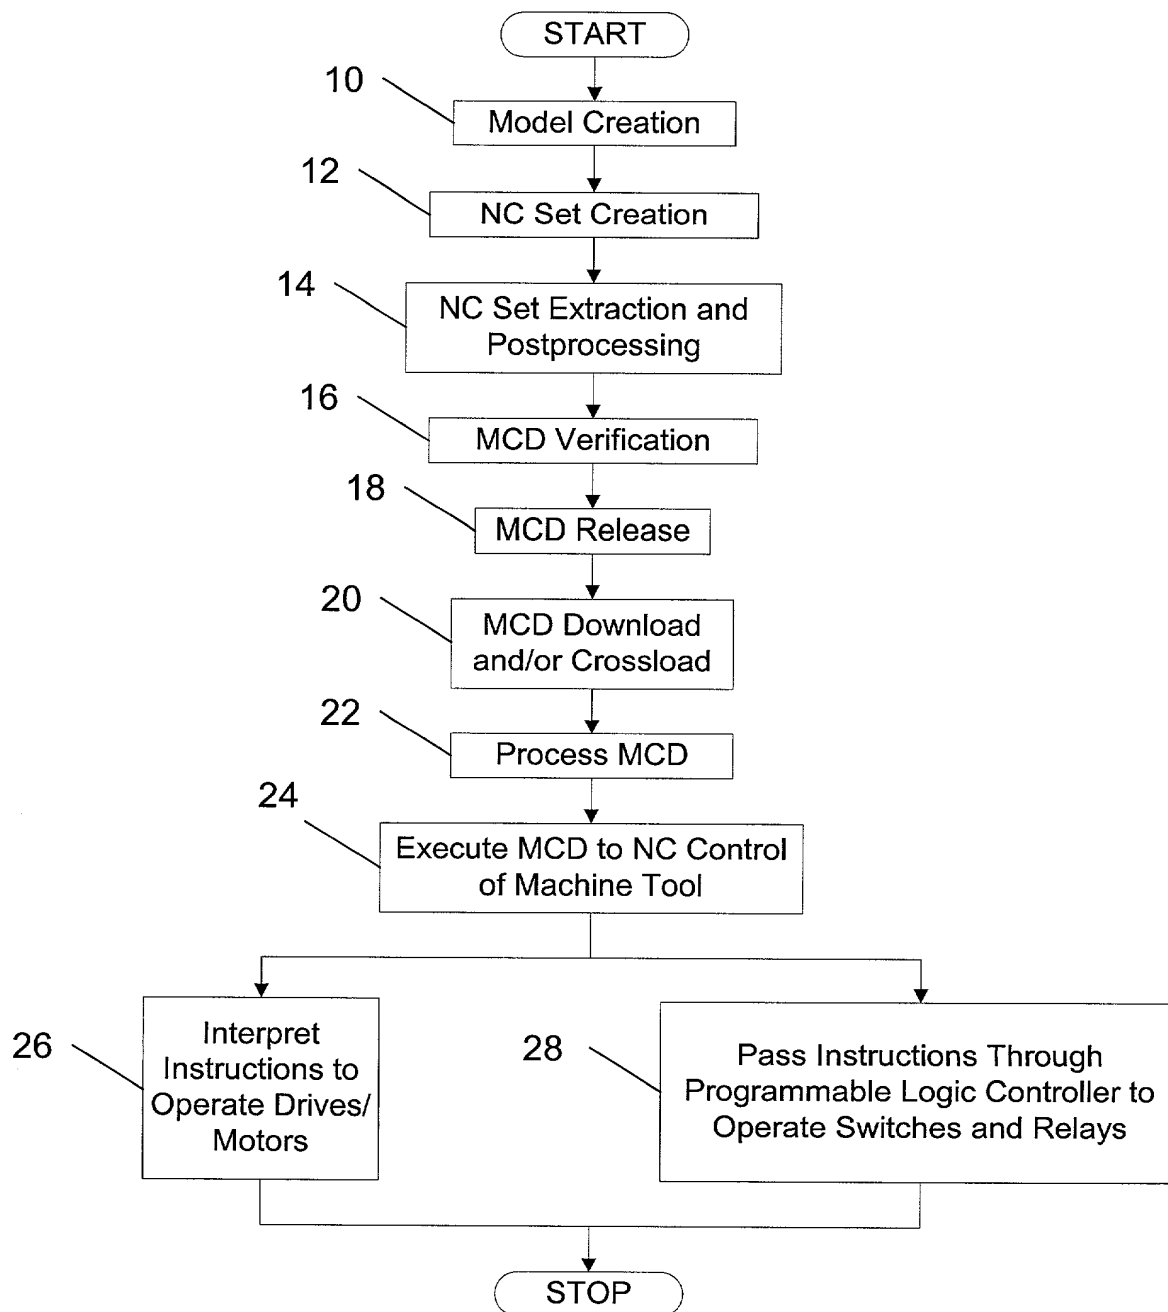 START
10
Model Creation
12
NC Set Creation
14
NC Set Extraction and
Postprocessing
16
MCD Verification
18
MCD Release
20
MCD Download
and/or Crossload
22
Process MCD
24
Execute MCD to NC Control
of Machine Tool
26
Interpret
Instructions to
Operate Drives/
Motors
28
Pass Instructions Through
Programmable Logic Controller to
Operate Switches and Relays
STOP